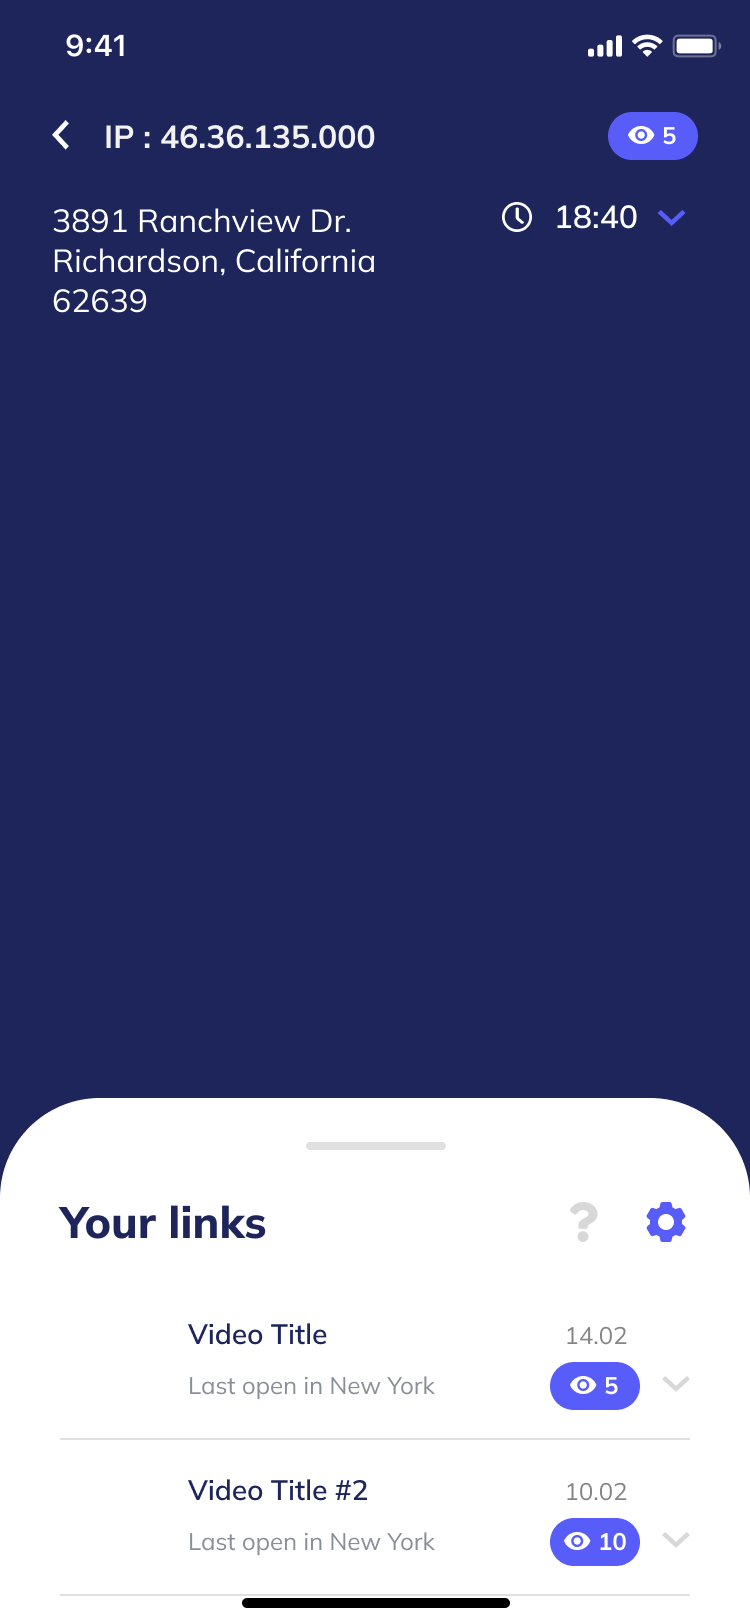 9:41
IP : 46.36.135.000
5
3891 Ranchview Dr.
Richardson, California
62639
18:40
Your links
?
Video Title
14.02
Last open in New York
5
Video Title #2
10.02
Last open in New York
10